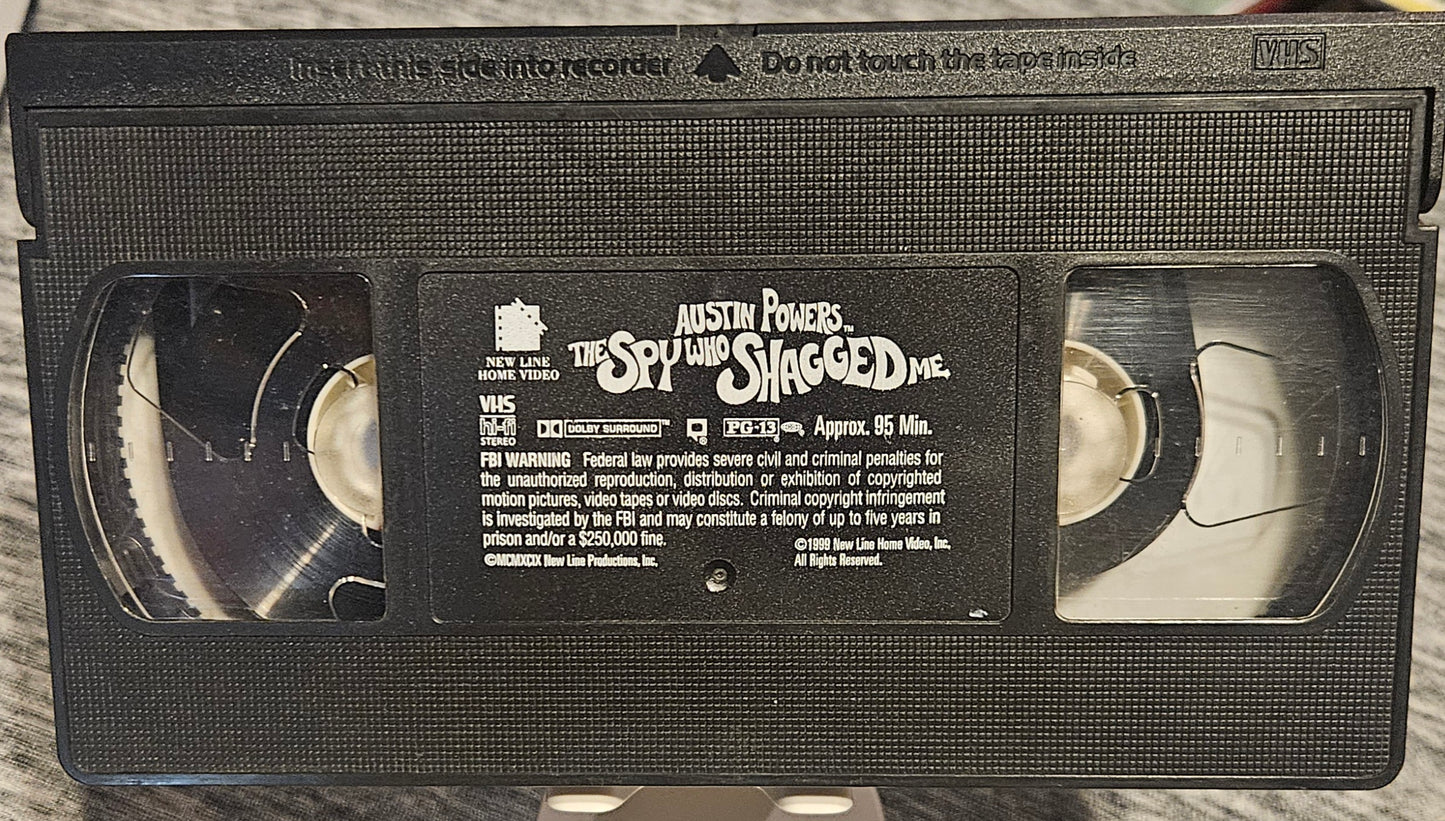 Insert this side into recorder Do not touch the tape inside VHS
AUSTIN POWERS™
THE SPY WHO SHAGGED ME™
NEW LINE
HOME VIDEO
VHS
hi-fi
STEREO
DOLBY SURROUND™ ® PG-13 ® Approx. 95 Min.
FBI WARNING Federal law provides severe civil and criminal penalties for
the unauthorized reproduction, distribution or exhibition of copyrighted
motion pictures, video tapes or video discs. Criminal copyright infringement
is investigated by the FBI and may constitute a felony of up to five years in
prison and/or a $250,000 fine.
©MCMXCIX New Line Productions, Inc.
©1999 New Line Home Video, Inc.
All Rights Reserved.